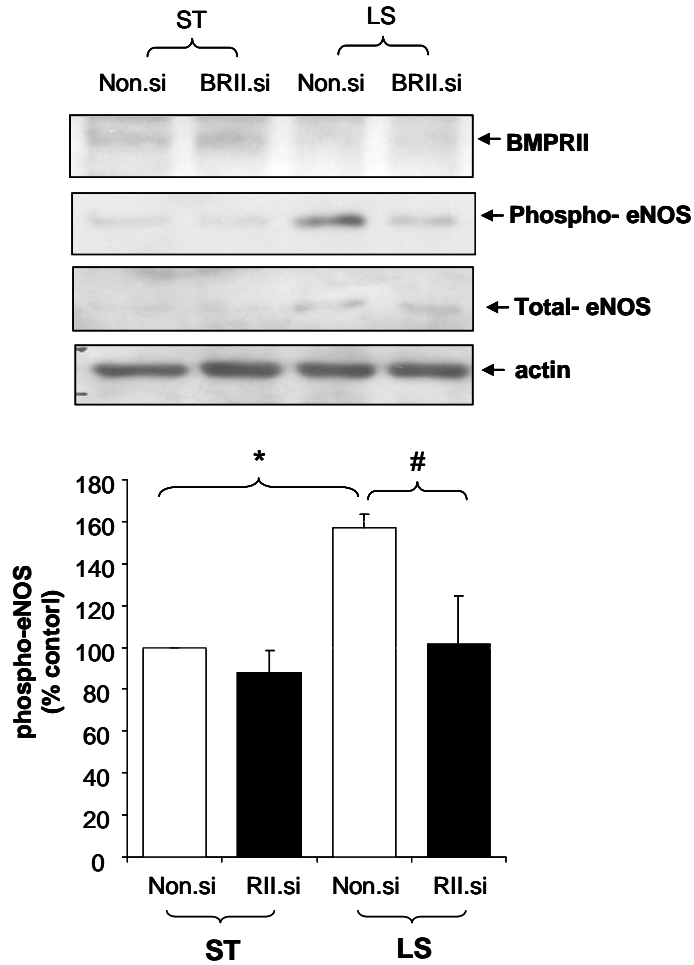 ST LS
Non.si BRII.si Non.si BRII.si
BMPRII
Phospho- eNOS
Total- eNOS
actin
* #
180
160
140
120
100
80
60
40
20
0
phospho-eNOS
(% contorl)
Non.si RII.si Non.si RII.si
ST LS